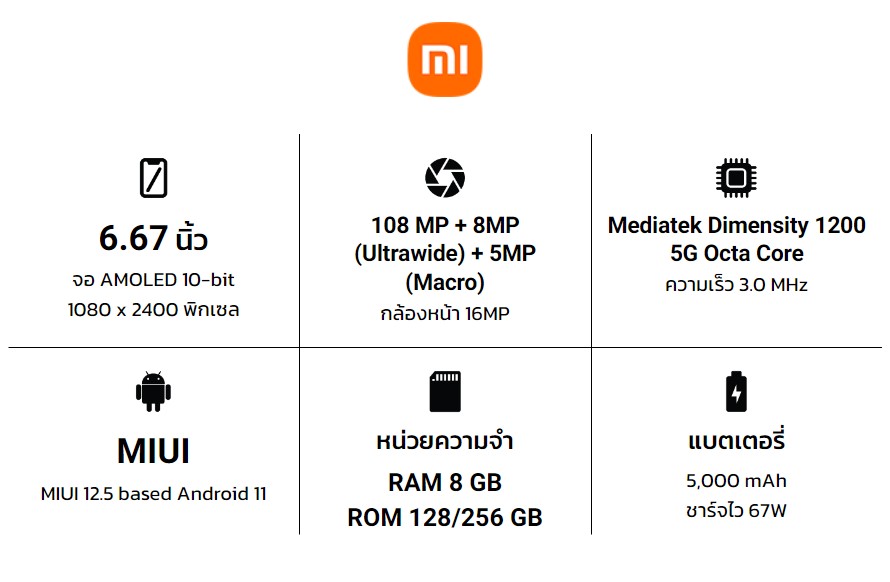 mi
6.67 นิ้ว
จอ AMOLED 10-bit
1080 x 2400 พิกเซล
108 MP + 8MP
(Ultrawide) + 5MP
(Macro)
กล้องหน้า 16MP
Mediatek Dimensity 1200
5G Octa Core
ความเร็ว 3.0 MHz
MIUI
MIUI 12.5 based Android 11
หน่วยความจำ
RAM 8 GB
ROM 128/256 GB
แบตเตอรี่
5,000 mAh
ชาร์จไว 67W